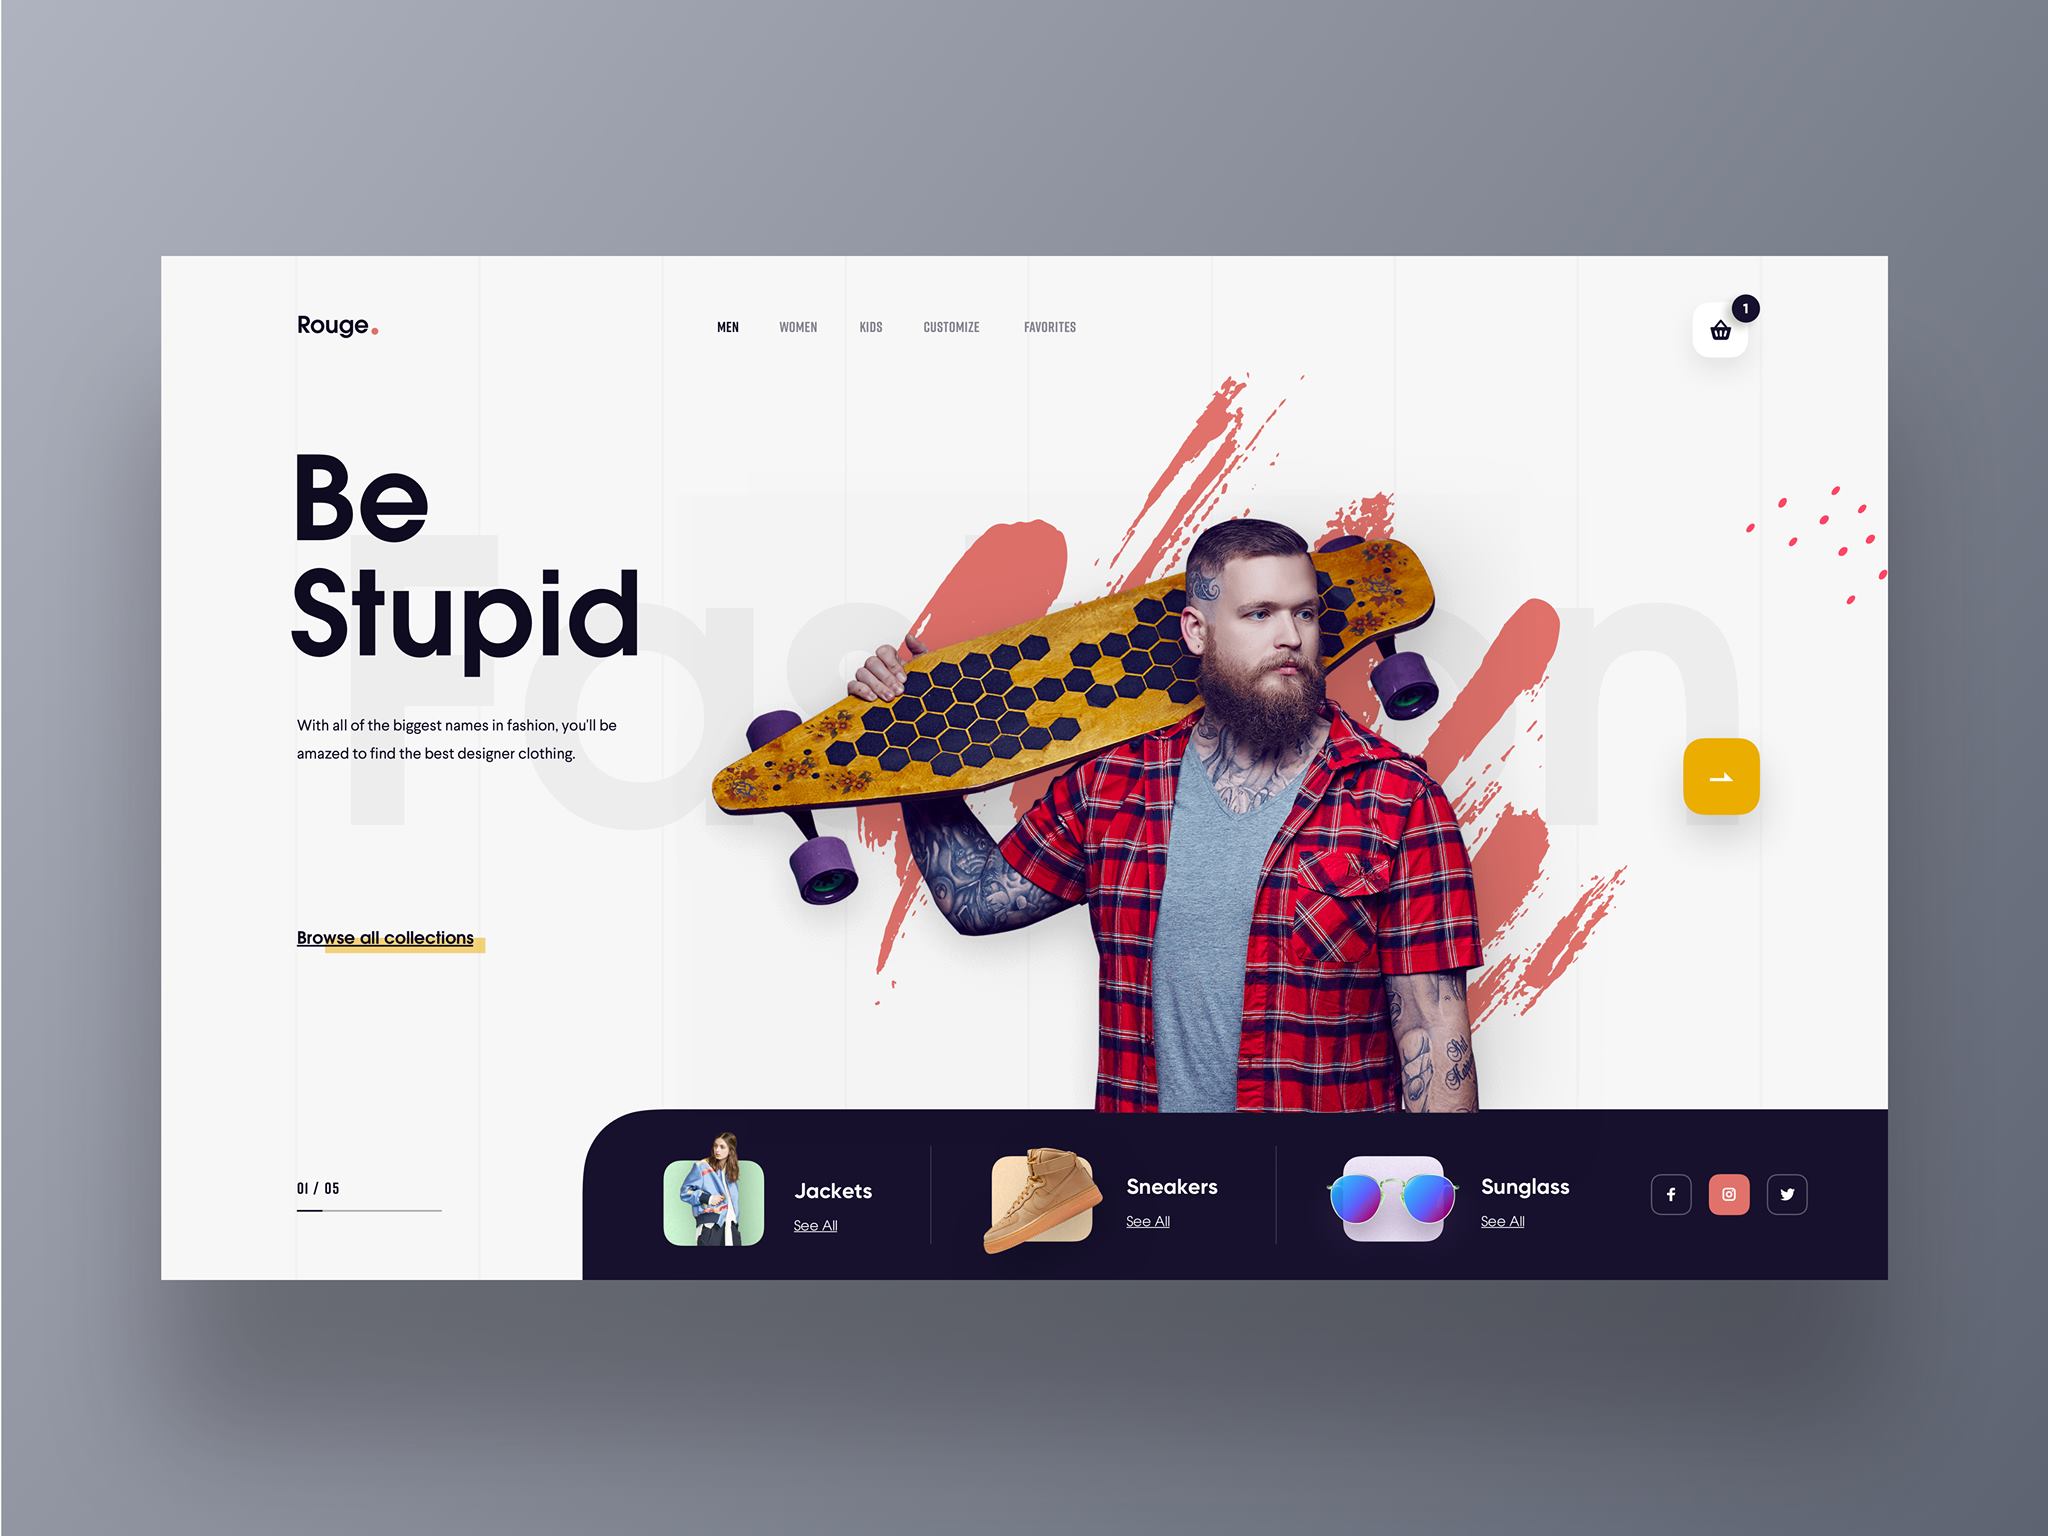 Rouge.
MEN WOMEN KIDS CUSTOMIZE FAVORITES
1
Be
Stupid
Fashion
With all of the biggest names in fashion, you'll be
amazed to find the best designer clothing.
Browse all collections
01 / 05
Jackets
See All
Sneakers
See All
Sunglass
See All